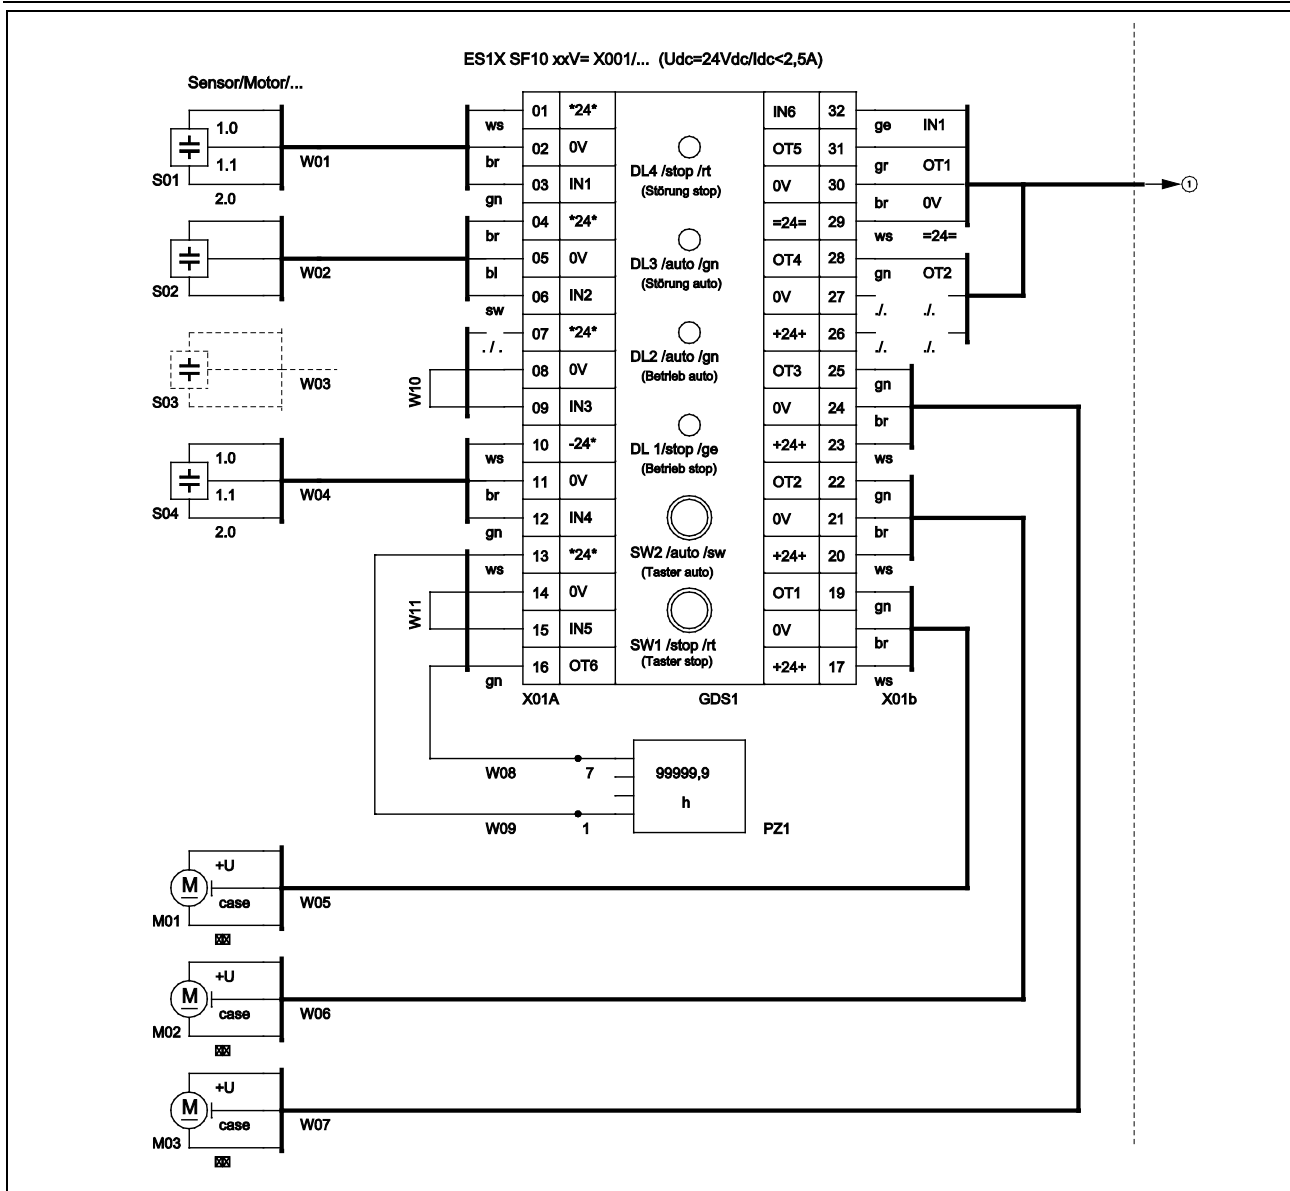 ES1X SF10 xxV= X001/... (Udc=24Vdc/Idc<2,5A)
Sensor/Motor/...
1.0
1.1
2.0
S01
W01
S02
W02
S03
W03
1.0
1.1
2.0
S04
W04
ws
br
gn
br
bl
sw
. / .
W10
ws
br
gn
ws
W11
gn
01 *24*
02 0V
03 IN1
04 *24*
05 0V
06 IN2
07 *24*
08 0V
09 IN3
10 -24*
11 0V
12 IN4
13 *24*
14 0V
15 IN5
16 OT6
X01A
DL4 /stop /rt
(Störung stop)
DL3 /auto /gn
(Störung auto)
DL2 /auto /gn
(Betrieb auto)
DL 1/stop /ge
(Betrieb stop)
SW2 /auto /sw
(Taster auto)
SW1 /stop /rt
(Taster stop)
GDS1
IN6 32
OT5 31
0V 30
=24= 29
OT4 28
0V 27
+24+ 26
OT3 25
0V 24
+24+ 23
OT2 22
0V 21
+24+ 20
OT1 19
0V
+24+ 17
X01b
ge IN1
gr OT1
br 0V
ws =24=
gn OT2
./. ./.
./. ./.
gn
br
ws
gn
br
ws
gn
br
ws
1
W08 7
99999,9
h
W09 1
PZ1
+U
case
M01
W05
+U
case
M02
W06
+U
case
M03
W07